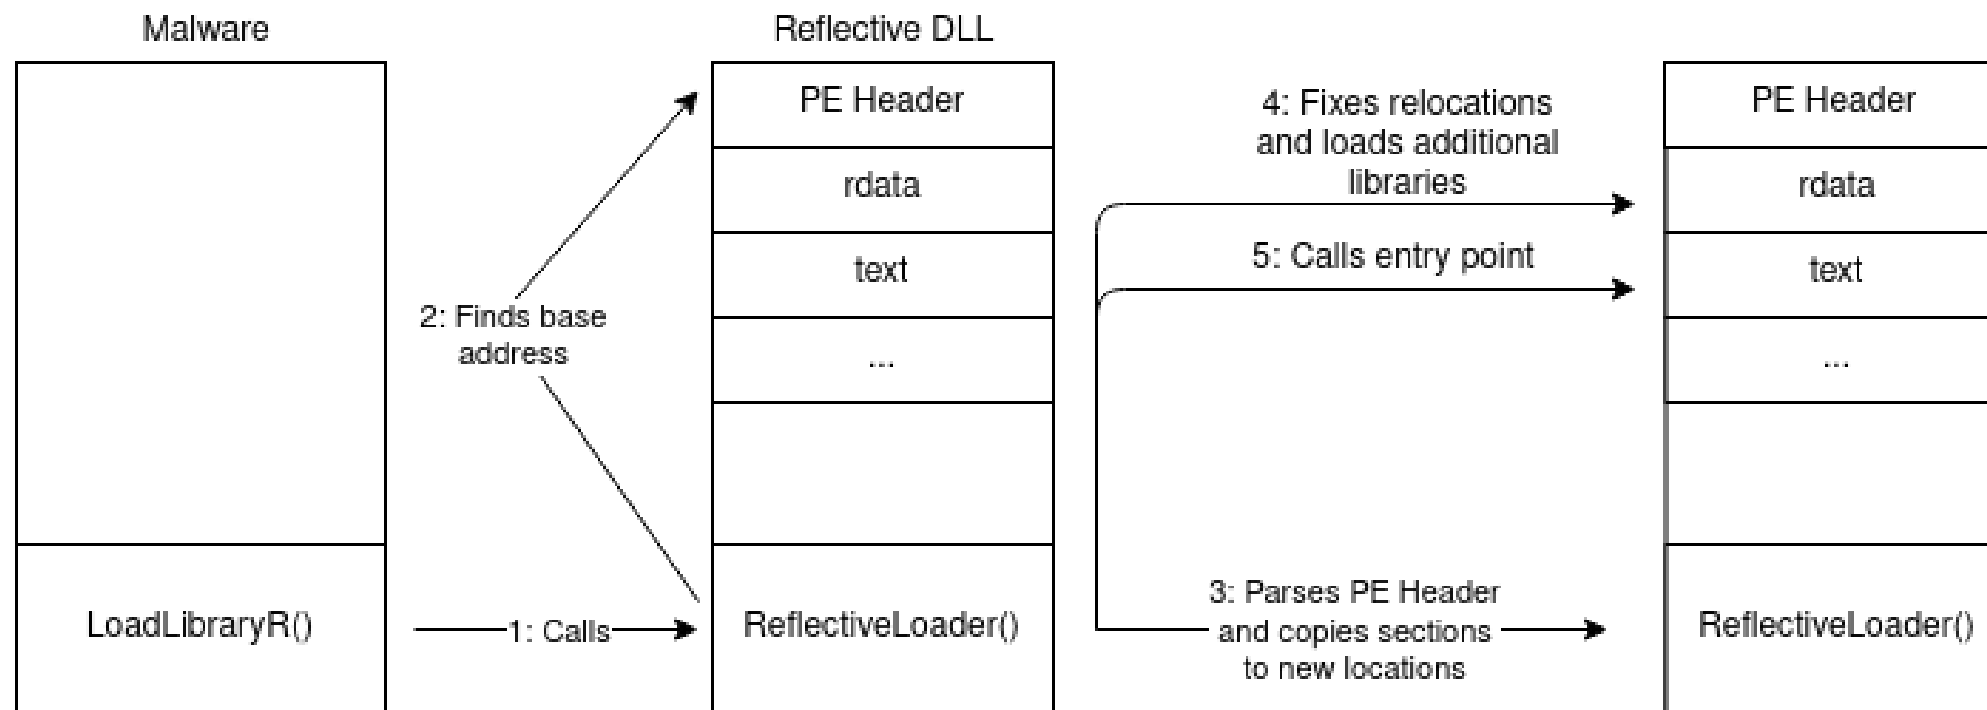 Malware
Reflective DLL
PE Header
rdata
text
...
LoadLibraryR()
1: Calls
2: Finds base
address
ReflectiveLoader()
4: Fixes relocations
and loads additional
libraries
5: Calls entry point
3: Parses PE Header
and copies sections
to new locations
PE Header
rdata
text
...
ReflectiveLoader()